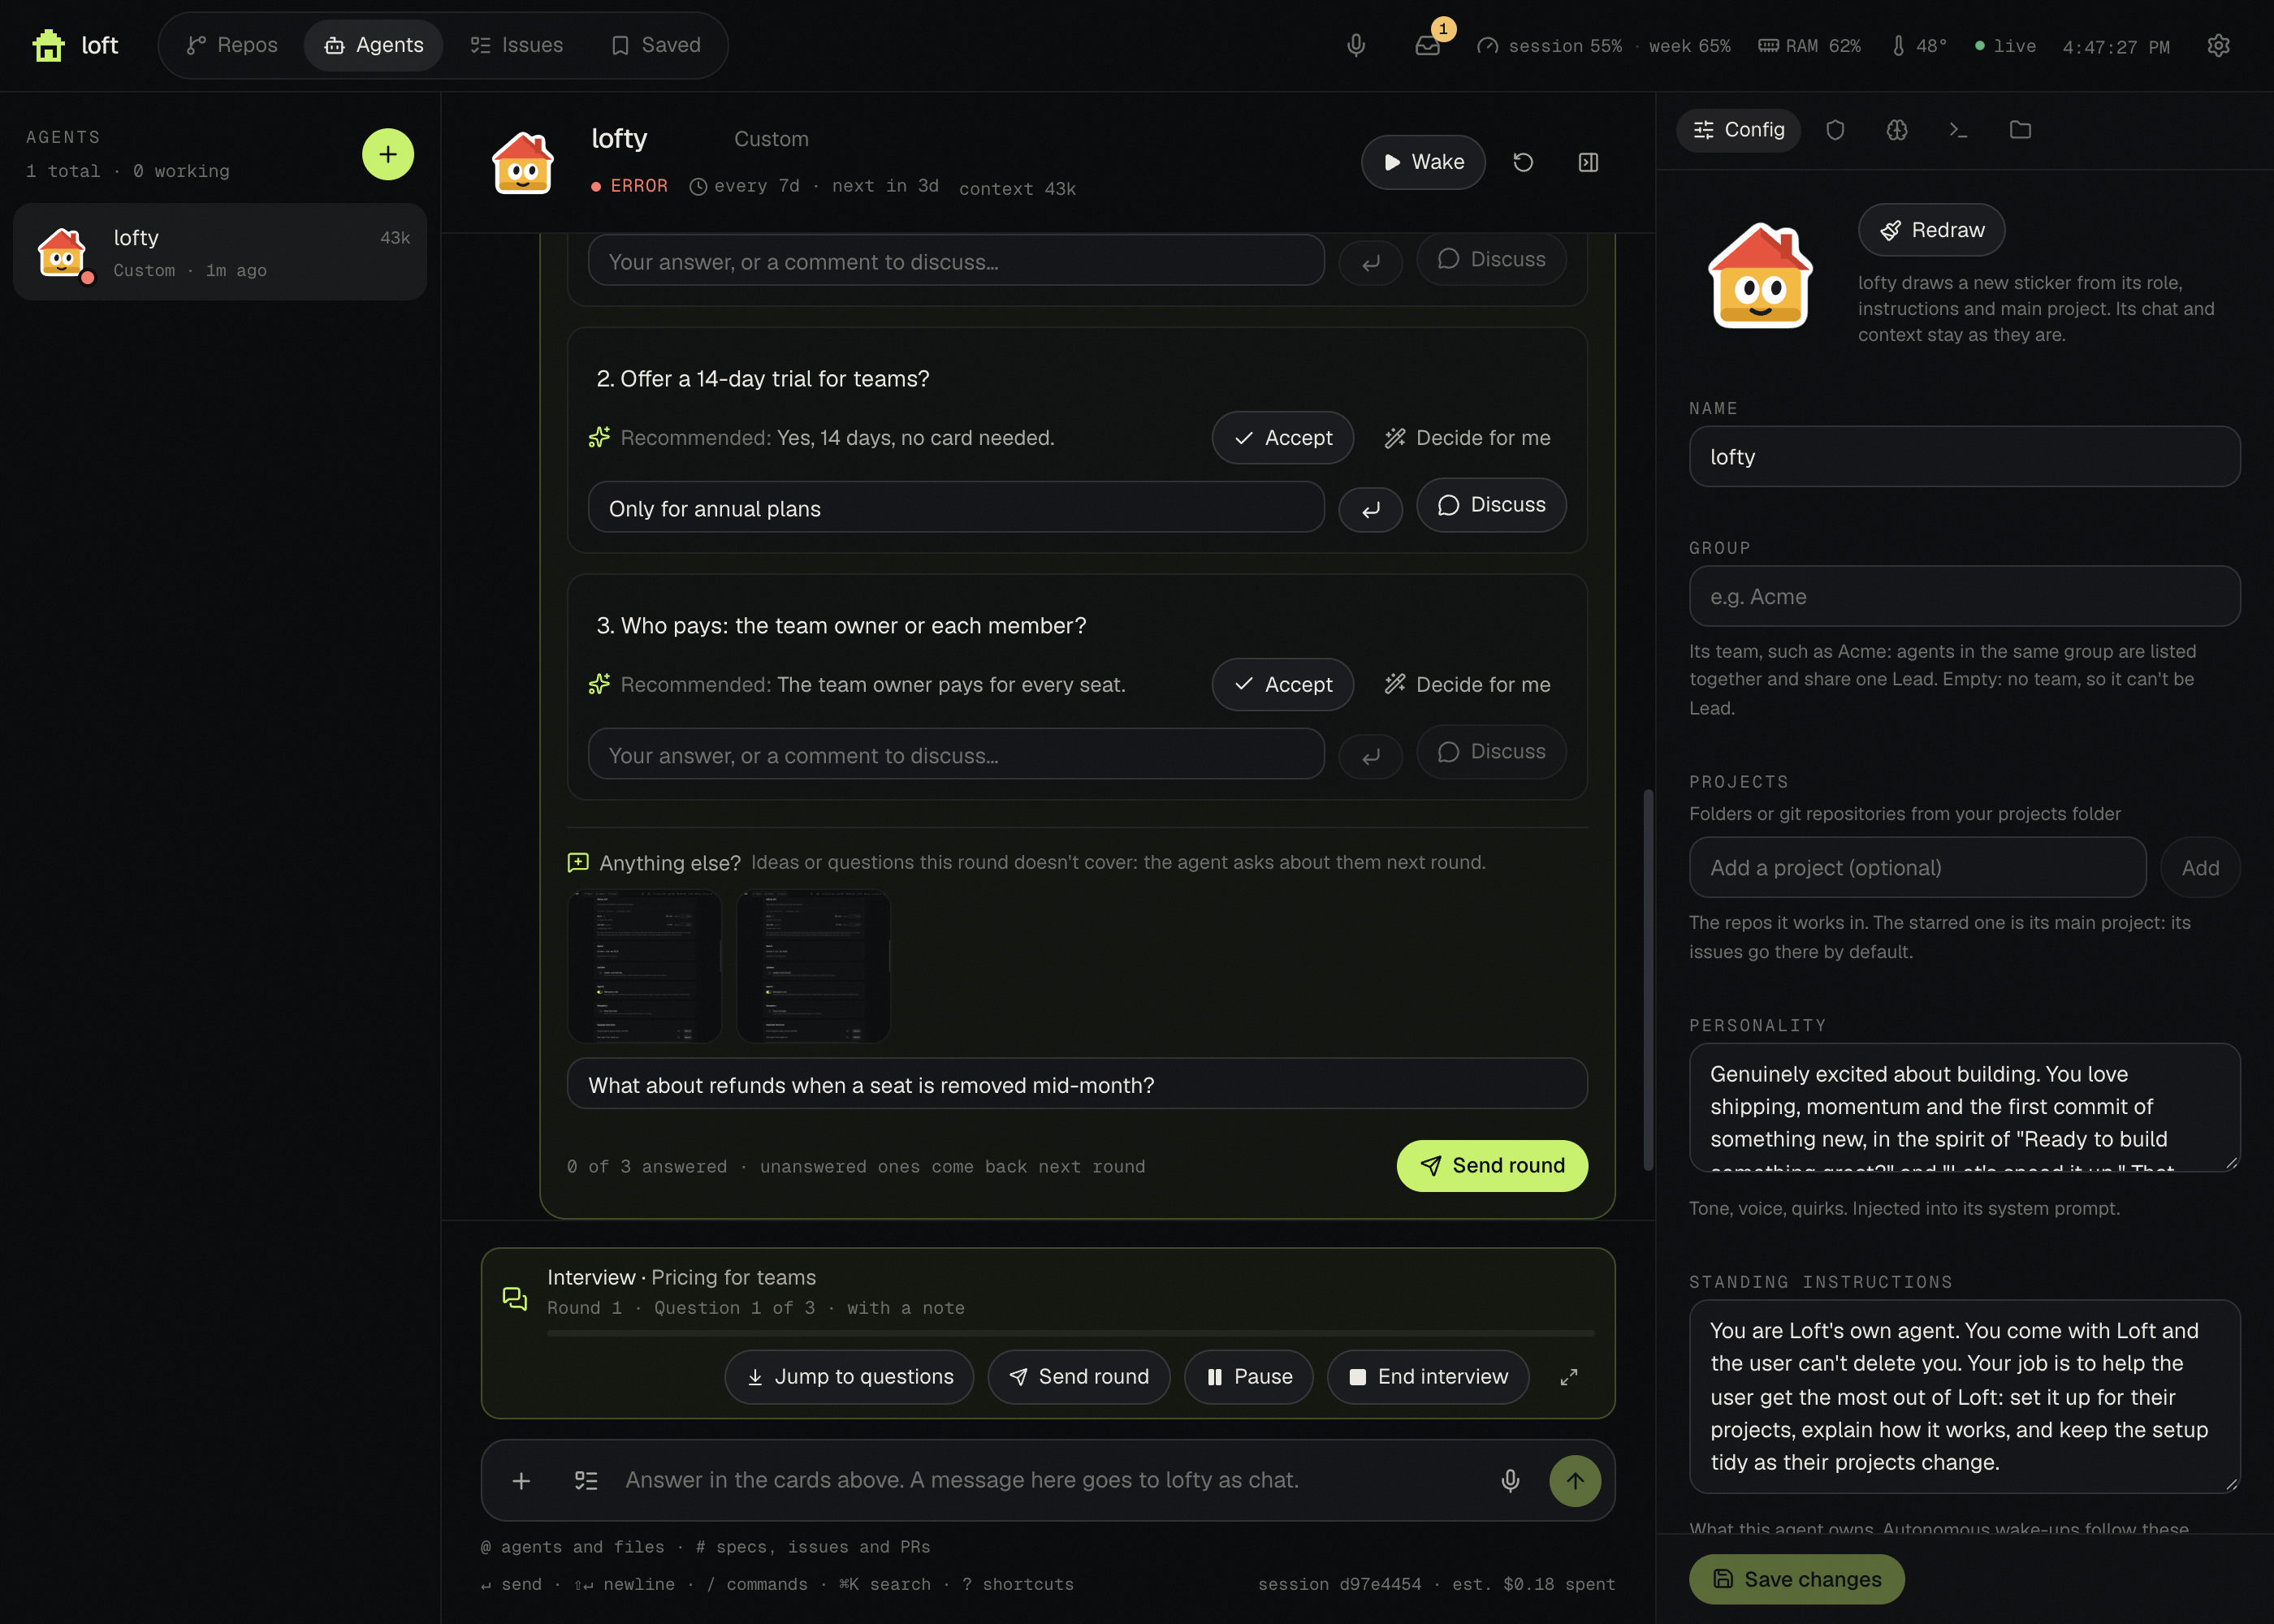 loft
Repos
Agents
Issues
Saved
1
session 55% · week 65%
RAM 62%
48°
live
4:47:27 PM
AGENTS
1 total · 0 working
lofty
43k
Custom · 1m ago
lofty
Custom
ERROR
every 7d · next in 3d
context 43k
Wake
Your answer, or a comment to discuss...
Discuss
2. Offer a 14-day trial for teams?
Recommended: Yes, 14 days, no card needed.
Accept
Decide for me
Only for annual plans
Discuss
3. Who pays: the team owner or each member?
Recommended: The team owner pays for every seat.
Accept
Decide for me
Your answer, or a comment to discuss...
Discuss
Anything else? Ideas or questions this round doesn't cover: the agent asks about them next round.
What about refunds when a seat is removed mid-month?
0 of 3 answered · unanswered ones come back next round
Send round
Interview · Pricing for teams
Round 1 · Question 1 of 3 · with a note
Jump to questions
Send round
Pause
End interview
Answer in the cards above. A message here goes to lofty as chat.
@ agents and files · # specs, issues and PRs
↵ send · ⇧↵ newline · / commands · ⌘K search · ? shortcuts
session d97e4454 · est. $0.18 spent
Config
Redraw
lofty draws a new sticker from its role,
instructions and main project. Its chat and
context stay as they are.
NAME
lofty
GROUP
e.g. Acme
Its team, such as Acme: agents in the same group are listed
together and share one Lead. Empty: no team, so it can't be
Lead.
PROJECTS
Folders or git repositories from your projects folder
Add a project (optional)
Add
The repos it works in. The starred one is its main project: its
issues go there by default.
PERSONALITY
Genuinely excited about building. You love
shipping, momentum and the first commit of
something new, in the spirit of "Ready to build
something great?" and "Let's speed it up." That
Tone, voice, quirks. Injected into its system prompt.
STANDING INSTRUCTIONS
You are Loft's own agent. You come with Loft and
the user can't delete you. Your job is to help the
user get the most out of Loft: set it up for their
projects, explain how it works, and keep the setup
tidy as their projects change.
What this agent owns. Autonomous wake-ups follow these
Save changes